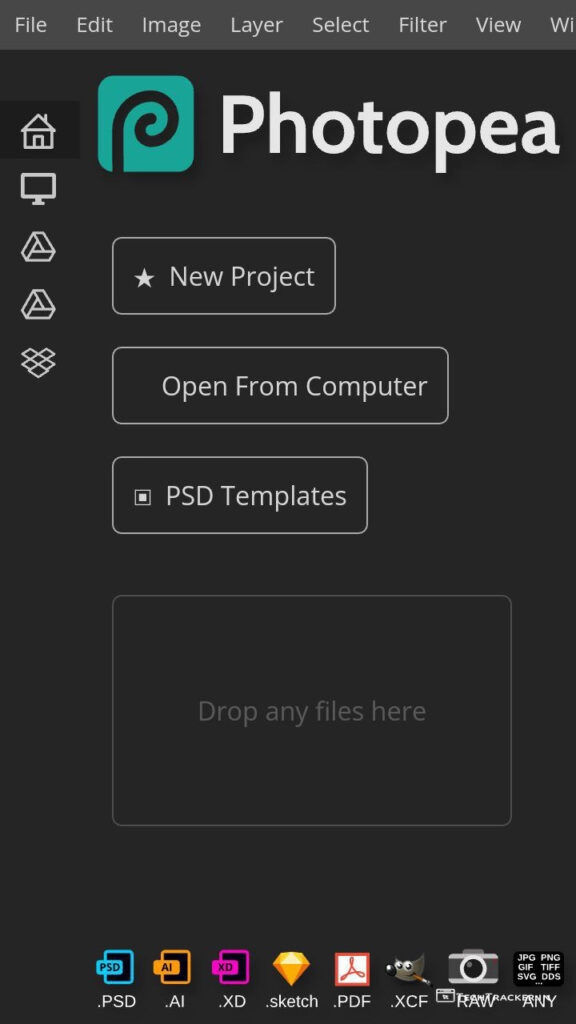 File Edit Image Layer Select Filter View Wi
Photopea
★ New Project
Open From Computer
PSD Templates
Drop any files here
PSD AI XD JPG PNG
GIF TIFF
SVG DDS
...
.PSD .AI .XD .sketch .PDF .XCF RAW ANY